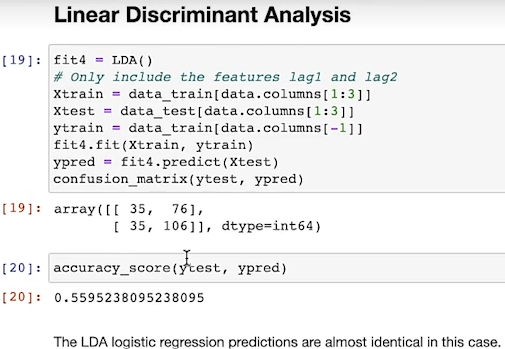 Linear Discriminant Analysis
[19]: fit4 = LDA()
# Only include the features lag1 and lag2
Xtrain = data_train[data.columns[1:3]]
Xtest = data_test[data.columns[1:3]]
ytrain = data_train[data.columns[-1]]
fit4.fit(Xtrain, ytrain)
ypred = fit4.predict(Xtest)
confusion_matrix(ytest, ypred)
[19]: array([[ 35,  76],
       [ 35, 106]], dtype=int64)
[20]: accuracy_score(ytest, ypred)
[20]: 0.5595238095238095
The LDA logistic regression predictions are almost identical in this case.